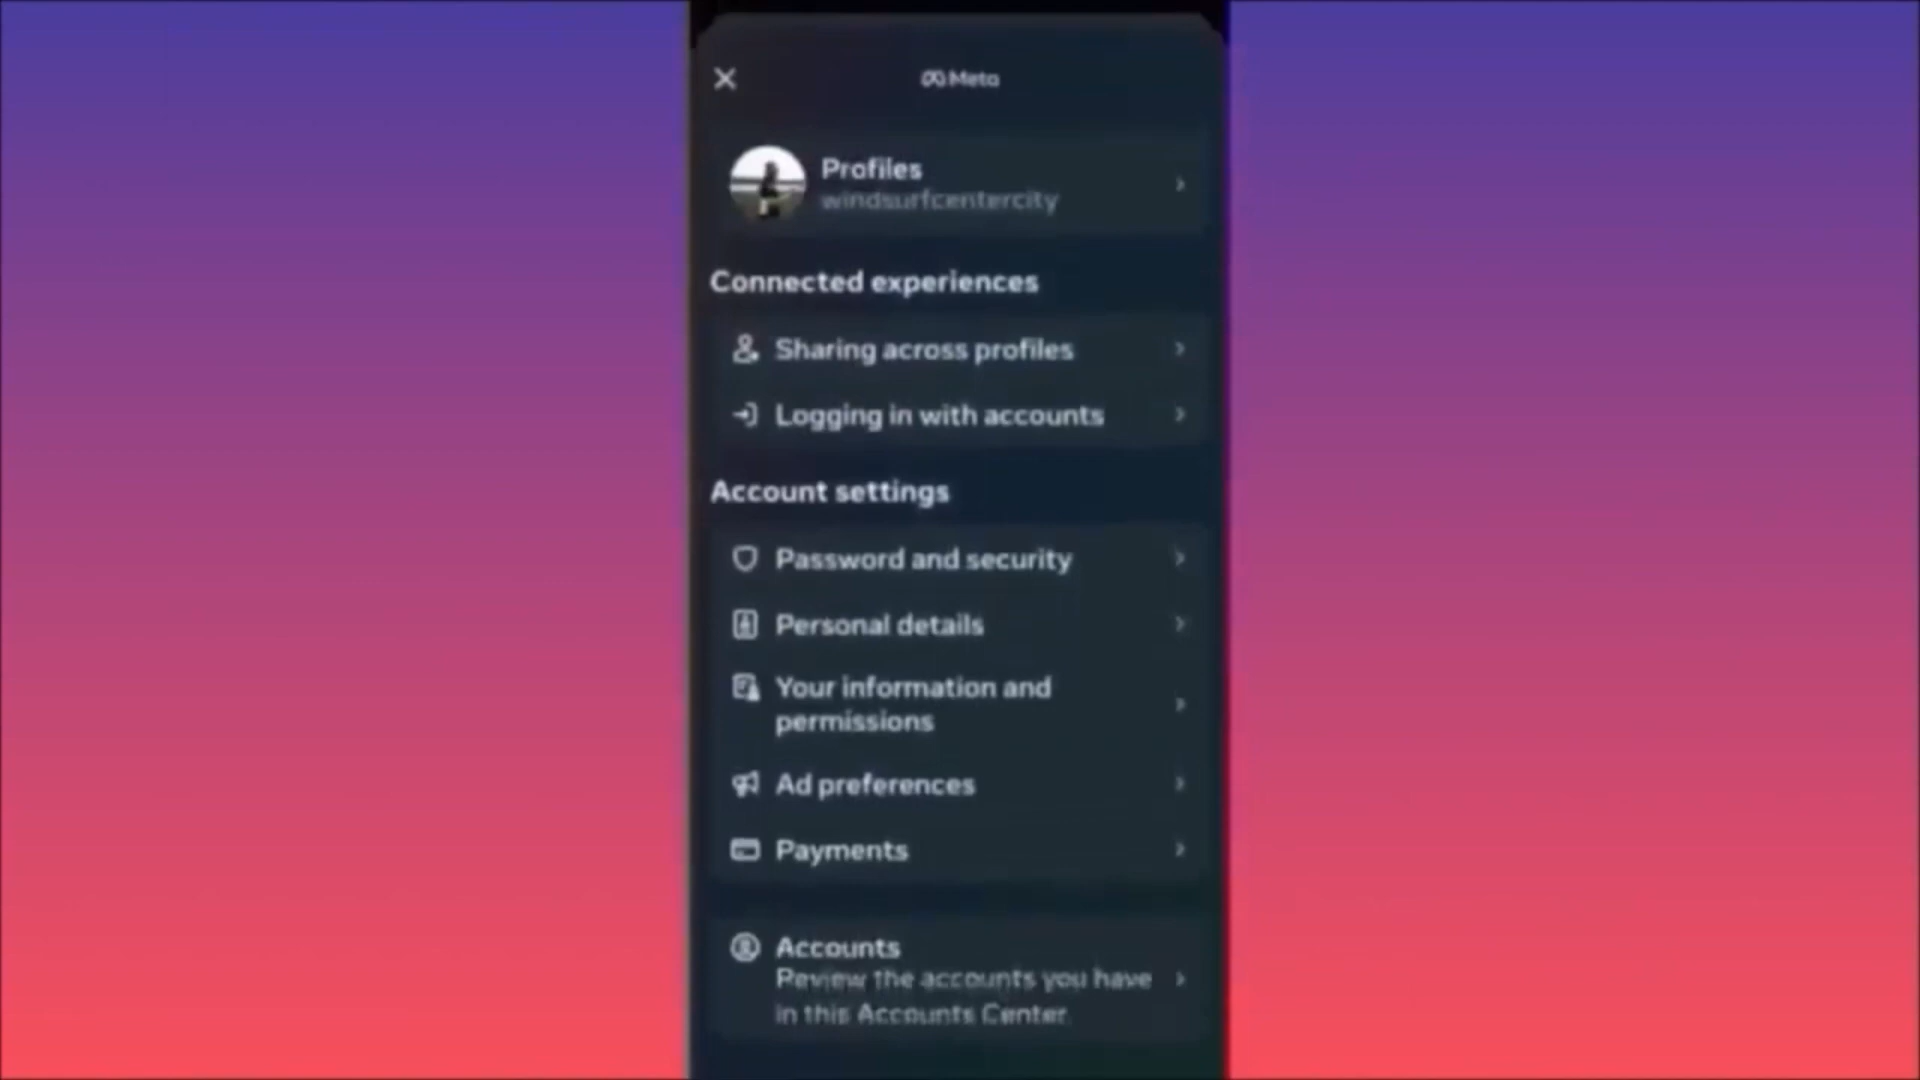 Meta
Profiles
windsurfcentercity
Connected experiences
Sharing across profiles
Logging in with accounts
Account settings
Password and security
Personal details
Your information and
permissions
Ad preferences
Payments
Accounts
Review the accounts you have
in this Accounts Center.